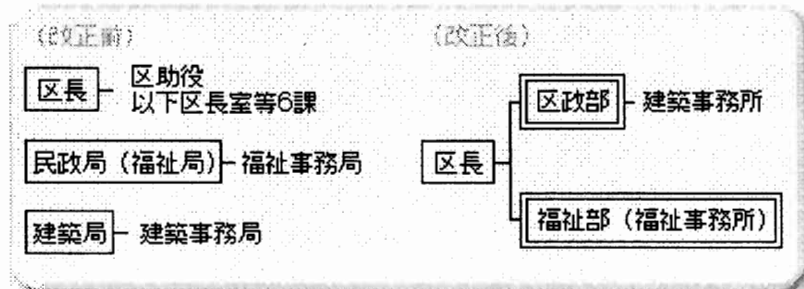 (改正前)
区長
区助役
以下区長室等6課
民政局(福祉局)
福祉事務局
建築局
建築事務局
(改正後)
区長
区政部
建築事務所
福祉部(福祉事務所)